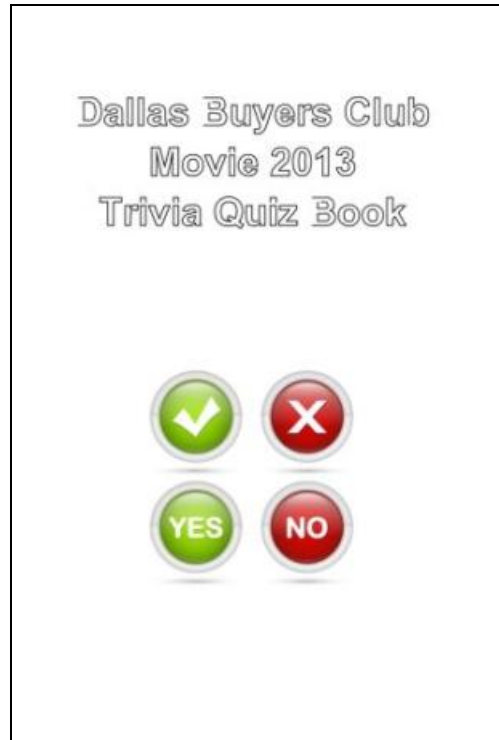 Dallas Buyers Club
Movie 2013
Trivia Quiz Book
YES NO